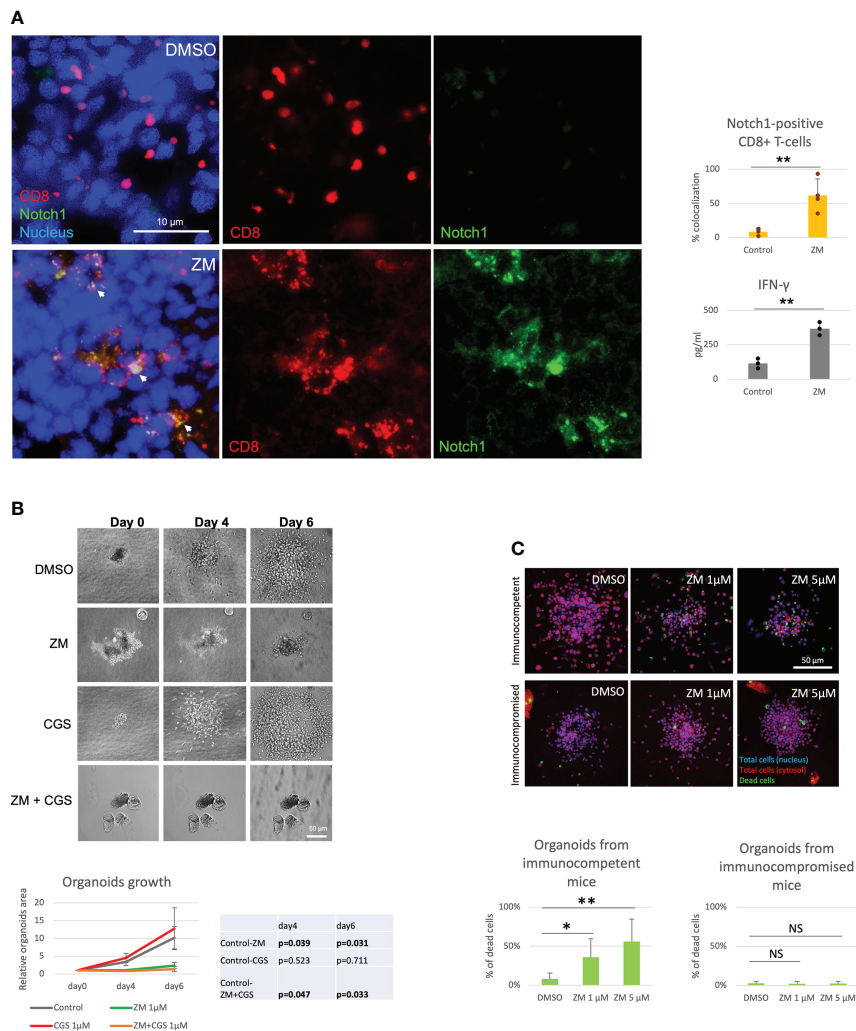 A
DMSO
CD8
Notch1
Nucleus
10 µm
CD8
Notch1
ZM
CD8
Notch1
Notch1-positive
CD8+ T-cells
**
% colocalization
100
50
0
Control
ZM
IFN-γ
**
pg/ml
500
250
0
Control
ZM
B
Day 0
Day 4
Day 6
DMSO
ZM
CGS
ZM + CGS
50 µm
Organoids growth
Relative organoids area
20
15
10
5
0
day0
day4
day6
Control
ZM 1µM
CGS 1µM
ZM+CGS 1µM
day4
day6
Control-ZM
p=0.039
p=0.031
Control-CGS
p=0.523
p=0.711
Control-
ZM+CGS
p=0.047
p=0.033
C
Immunocompetent
DMSO
ZM 1µM
ZM 5µM
50 µm
Immunocompromised
DMSO
ZM 1µM
ZM 5µM
Total cells (nucleus)
Total cells (cytosol)
Dead cells
Organoids from
immunocompetent
mice
% of dead cells
100%
50%
0%
**
*
DMSO
ZM 1 µM
ZM 5 µM
Organoids from
immunocompromised
mice
% of dead cells
100%
50%
0%
NS
NS
DMSO
ZM 1 µM
ZM 5 µM